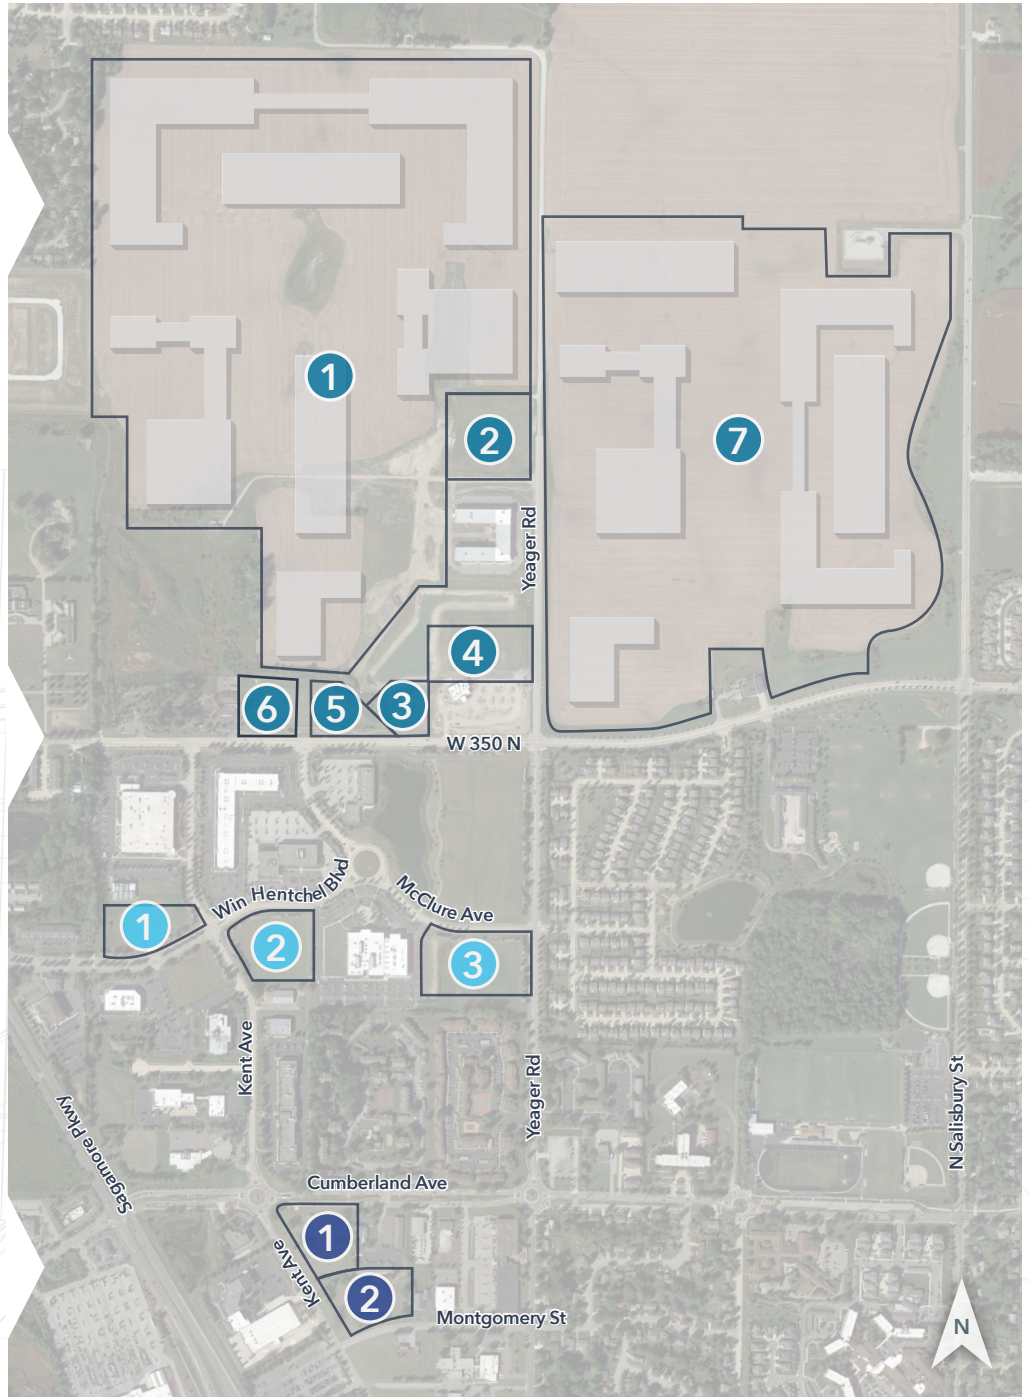 1
2
Yeager Rd
7
4
6
5
3
W 350 N
Win Hentchel Blvd
McClure Ave
1
2
3
Kent Ave
Yeager Rd
N Salisbury St
Sagamore Pkwy
Cumberland Ave
1
Kent Ave
2
Montgomery St
N